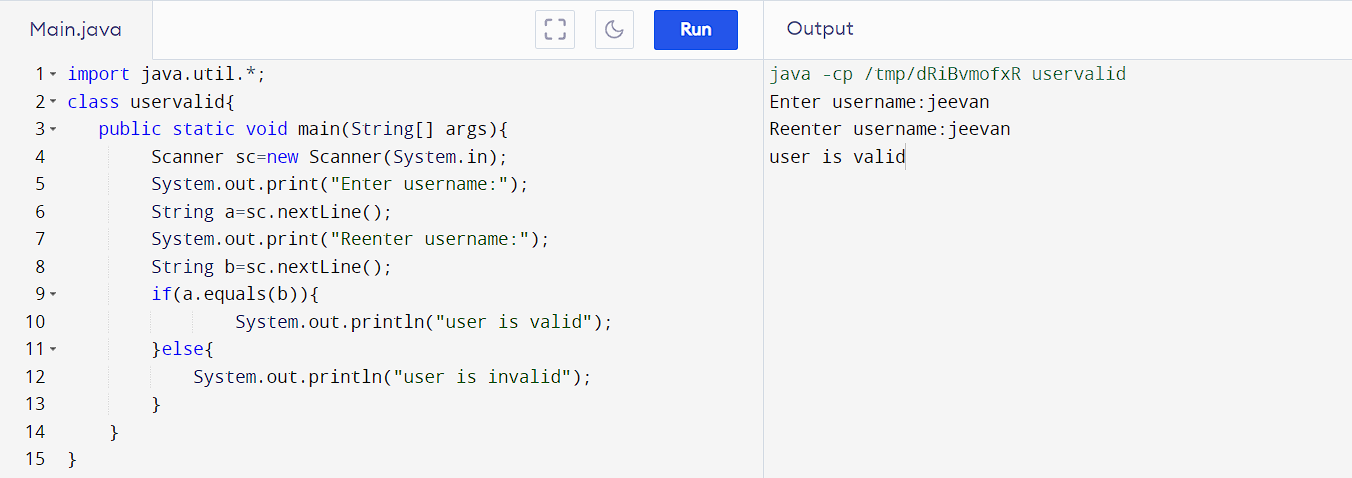 Main.java
Run
Output
1 import java.util.*;
2 class uservalid{
3 public static void main(String[] args){
4 Scanner sc=new Scanner(System.in);
5 System.out.print("Enter username:");
6 String a=sc.nextLine();
7 System.out.print("Reenter username:");
8 String b=sc.nextLine();
9 if(a.equals(b)){
10 System.out.println("user is valid");
11 }else{
12 System.out.println("user is invalid");
13 }
14 }
15 }
java -cp /tmp/dRiBvmofxR uservalid
Enter username:jeevan
Reenter username:jeevan
user is valid